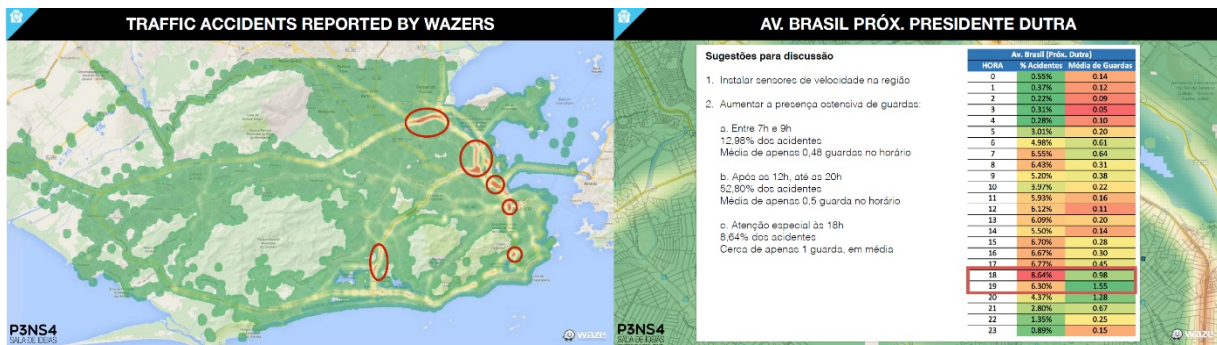 TRAFFIC ACCIDENTS REPORTED BY WAZERS
P3NS4
SALA DE IDEIAS
waze
AV. BRASIL PRÓX. PRESIDENTE DUTRA
Sugestões para discussão
1. Instalar sensores de velocidade na região
2. Aumentar a presença ostensiva de guardas:
a. Entre 7h e 9h
12,98% dos acidentes
Média de apenas 0,48 guardas no horário
b. Após as 12h, até as 20h
52,80% dos acidentes
Média de apenas 0,5 guarda no horário
c. Atenção especial às 18h
8,64% dos acidentes
Cerca de apenas 1 guarda, em média
Av. Brasil (Próx. Dutra)
HORA % Acidentes Média de Guardas
0 0.55% 0.14
1 0.37% 0.12
2 0.22% 0.09
3 0.31% 0.05
4 0.28% 0.10
5 3.01% 0.20
6 4.98% 0.61
7 6.55% 0.64
8 6.43% 0.31
9 5.20% 0.38
10 3.97% 0.22
11 5.93% 0.16
12 6.12% 0.11
13 6.09% 0.20
14 5.50% 0.14
15 6.70% 0.28
16 6.67% 0.30
17 6.77% 0.45
18 8.64% 0.98
19 6.30% 1.55
20 4.37% 1.28
21 2.80% 0.67
22 1.35% 0.25
23 0.89% 0.15
P3NS4
SALA DE IDEIAS
waze